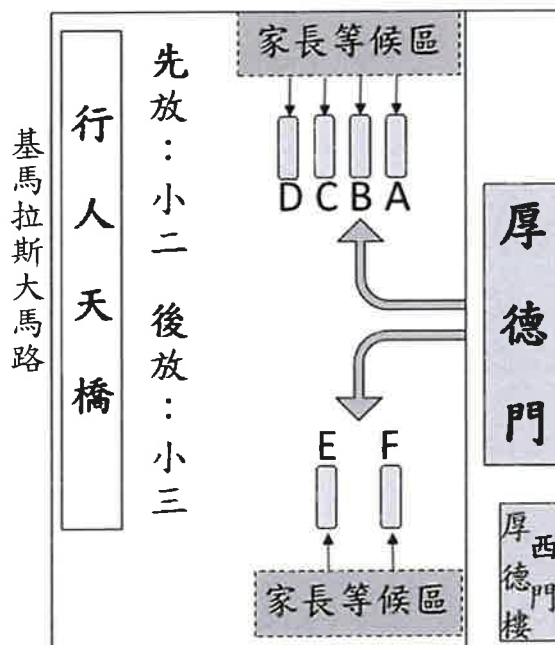 家長等候區
D C B A
基馬拉斯大馬路
行人天橋
先放：小二　後放：小三
厚德門
E F
家長等候區
厚德樓
西門